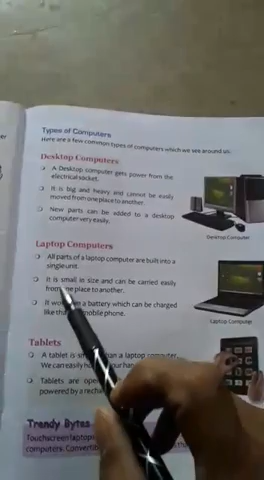 Types of Computers
Here are a few common types of computers which we see around us.
Desktop Computers
A Desktop computer gets power from the
electrical socket.
It is big and heavy and cannot be easily
moved from one place to another.
New parts can be added to a desktop
computer very easily.
Desktop Computer
Laptop Computers
All parts of a laptop computer are built into a
single unit.
It is small in size and can be carried easily
from one place to another.
It works on a battery which can be charged
like that mobile phone.
Laptop Computer
Tablets
A tablet is than a laptop computer
We can easily hand
Tablets are
powered by a
Trendy Bytes
Touchscreen
computers.